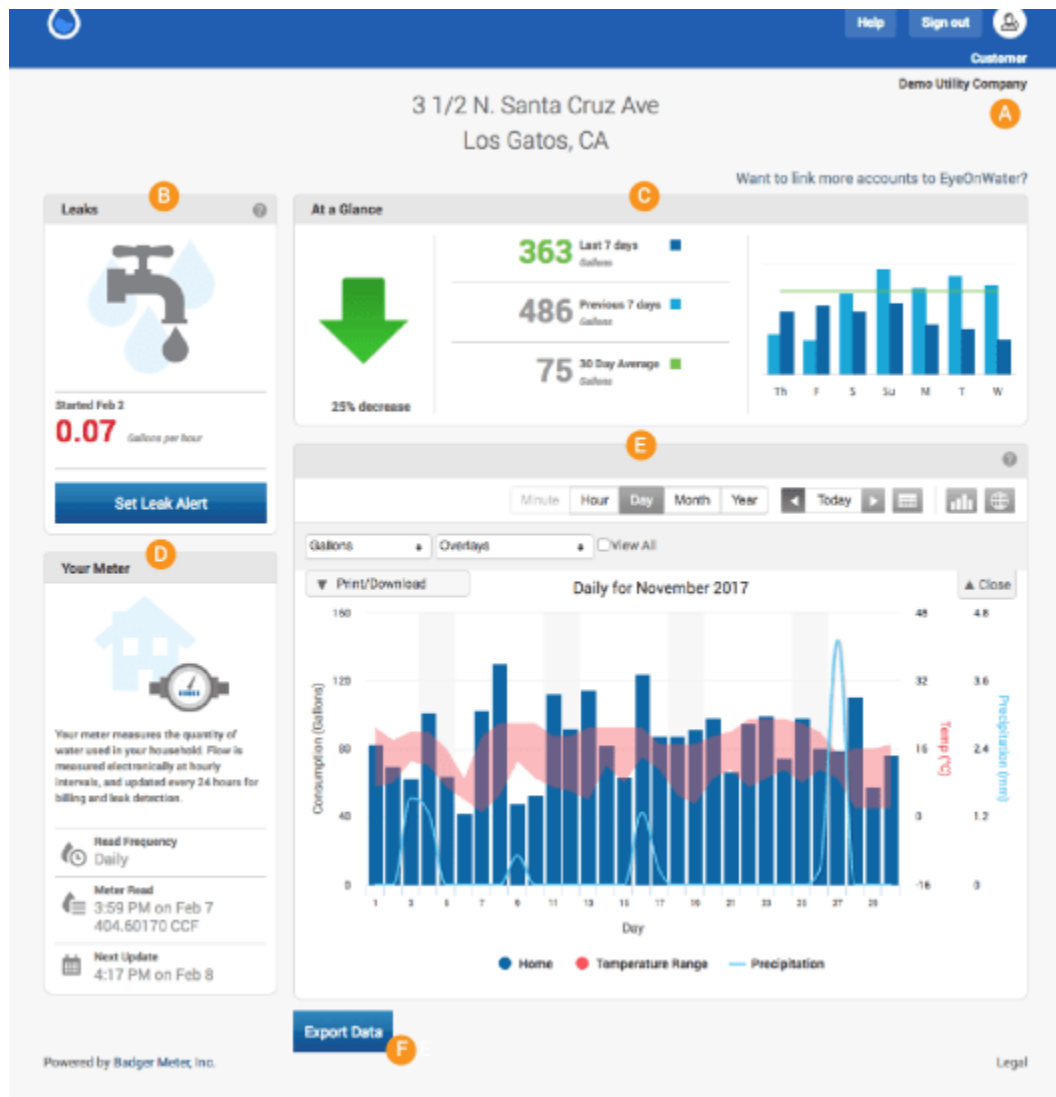 Help
Sign out
Customer
Demo Utility Company
A
3 1/2 N. Santa Cruz Ave
Los Gatos, CA
Want to link more accounts to EyeOnWater?
B
Leaks
?
Started Feb 2
0.07 Gallons per hour
Set Leak Alert
C
At a Glance
25% decrease
363 Last 7 days
Gallons
486 Previous 7 days
Gallons
75 30 Day Average
Gallons
Th F S Su M T W
D
Your Meter
Your meter measures the quantity of
water used in your household. Flow is
measured electronically at hourly
intervals, and updated every 24 hours for
billing and leak detection.
Read Frequency
Daily
Meter Read
3:59 PM on Feb 7
404.60170 CCF
Next Update
4:17 PM on Feb 8
E
?
Minute Hour Day Month Year Today
Gallons Overlays View All
Print/Download
Daily for November 2017
Close
160 48 4.8
120 32 3.6
80 16 2.4
40 0 1.2
0 -16 0
Consumption (Gallons)
Temp (°C)
Precipitation (mm)
1 3 5 7 9 11 13 15 17 19 21 23 25 27 29
Day
Home Temperature Range Precipitation
Export Data
F E
Powered by Badger Meter, Inc.
Legal